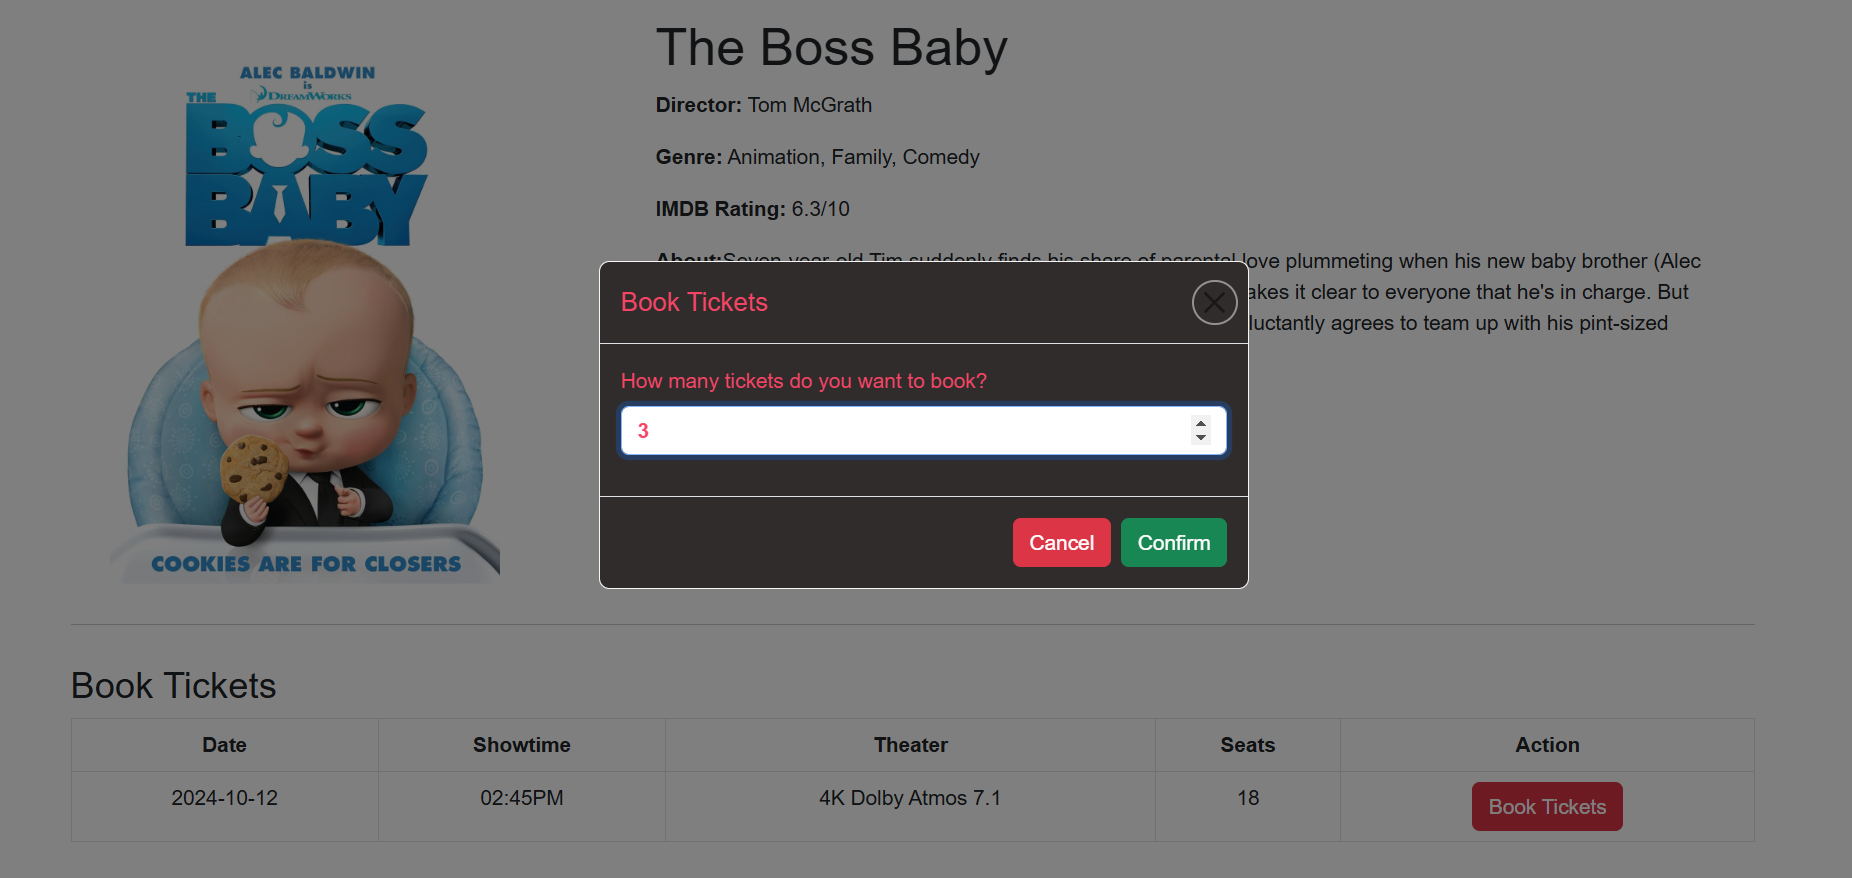 ALEC BALDWIN
is
DREAMWORKS
THE
BOSS
BABY
COOKIES ARE FOR CLOSERS
The Boss Baby
Director: Tom McGrath
Genre: Animation, Family, Comedy
IMDB Rating: 6.3/10
About:Seven-year-old Tim suddenly finds his share of parental love plummeting when his new baby brother (Alec
akes it clear to everyone that he's in charge. But
luctantly agrees to team up with his pint-sized
Book Tickets
How many tickets do you want to book?
3
Cancel Confirm
Book Tickets
Date Showtime Theater Seats Action
2024-10-12 02:45PM 4K Dolby Atmos 7.1 18 Book Tickets